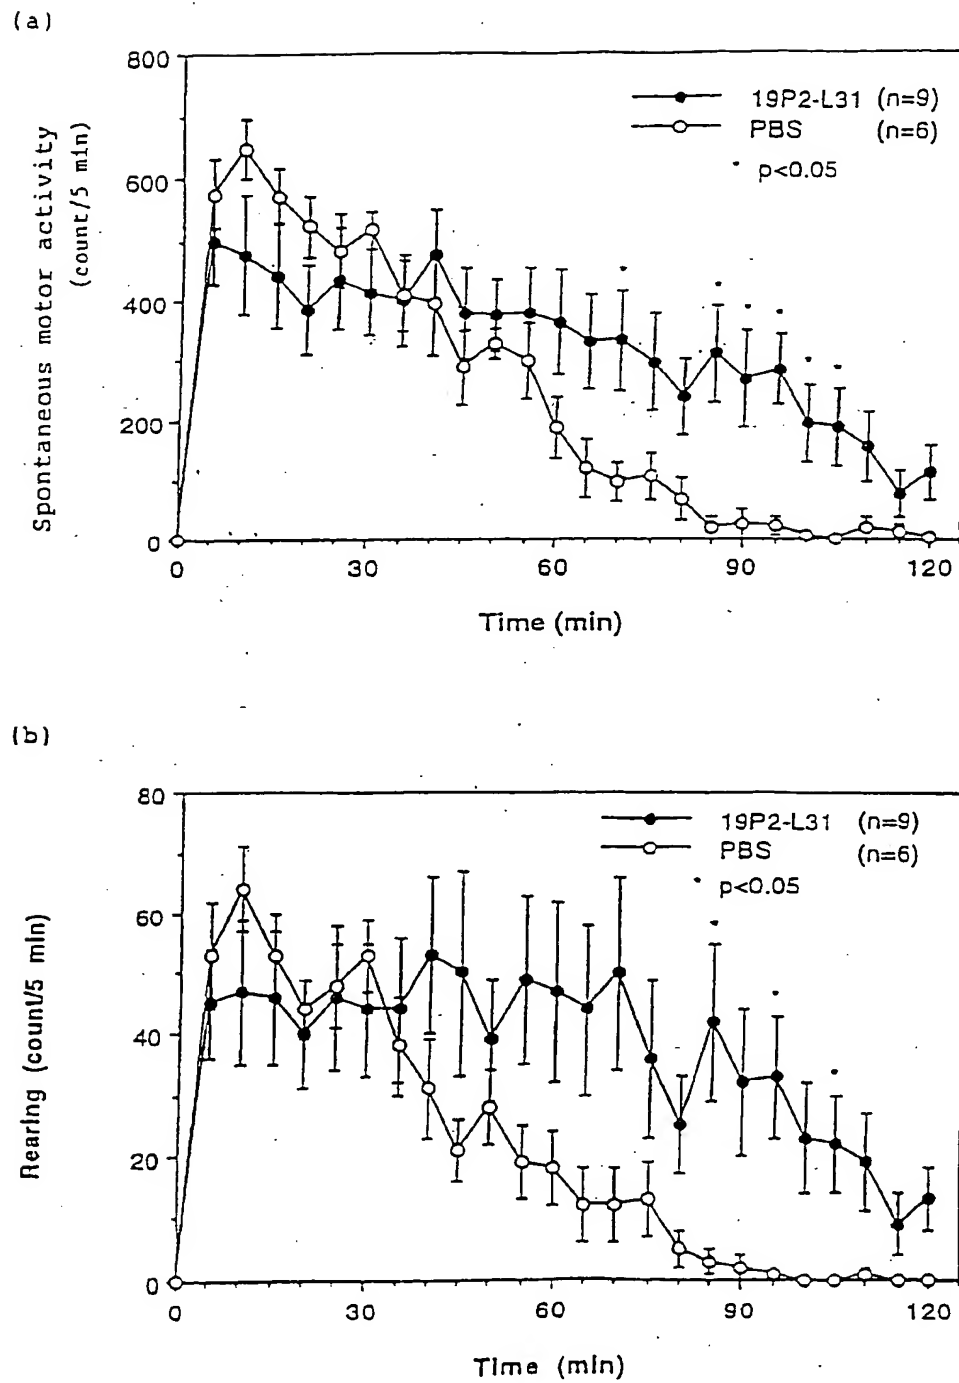 (a)
800
600
400
200
0
Spontaneous motor activity
(count/5 min)
19P2-L31 (n=9)
PBS (n=6)
* p<0.05
0 30 60 90 120
Time (min)
(b)
80
60
40
20
0
Rearing (count/5 min)
19P2-L31 (n=9)
PBS (n=6)
* p<0.05
0 30 60 90 120
Time (min)